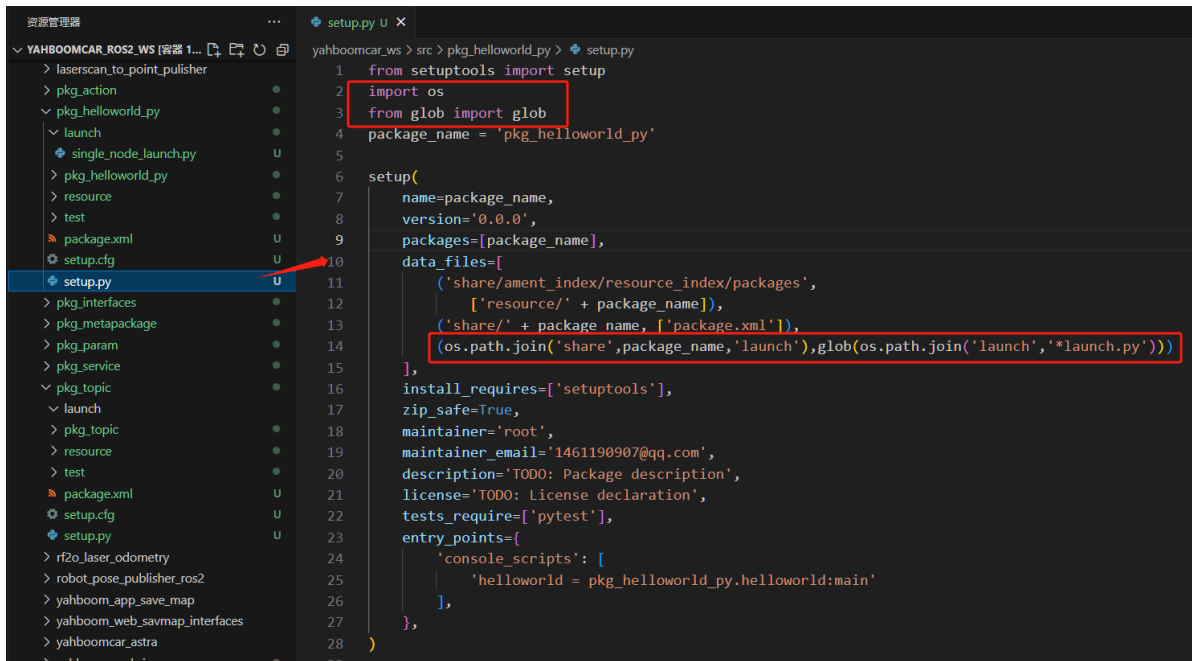 资源管理器
YAHBOOMCAR_ROS2_WS [容器 1...
laserscan_to_point_pulisher
pkg_action
pkg_helloworld_py
launch
single_node_launch.py U
pkg_helloworld_py
resource
test
package.xml U
setup.cfg U
setup.py U
pkg_interfaces
pkg_metapackage
pkg_param
pkg_service
pkg_topic
launch
pkg_topic
resource
test
package.xml U
setup.cfg U
setup.py U
rf2o_laser_odometry
robot_pose_publisher_ros2
yahboom_app_save_map
yahboom_web_savmap_interfaces
yahboomcar_astra
setup.py U
yahboomcar_ws > src > pkg_helloworld_py > setup.py
1 from setuptools import setup
2 import os
3 from glob import glob
4 package_name = 'pkg_helloworld_py'
5
6 setup(
7 name=package_name,
8 version='0.0.0',
9 packages=[package_name],
10 data_files=[
11 ('share/ament_index/resource_index/packages',
12 ['resource/' + package_name]),
13 ('share/' + package_name, ['package.xml']),
14 (os.path.join('share',package_name,'launch'),glob(os.path.join('launch','*launch.py')))
15 ],
16 install_requires=['setuptools'],
17 zip_safe=True,
18 maintainer='root',
19 maintainer_email='1461190907@qq.com',
20 description='TODO: Package description',
21 license='TODO: License declaration',
22 tests_require=['pytest'],
23 entry_points={
24 'console_scripts': [
25 'helloworld = pkg_helloworld_py.helloworld:main'
26 ],
27 },
28 )